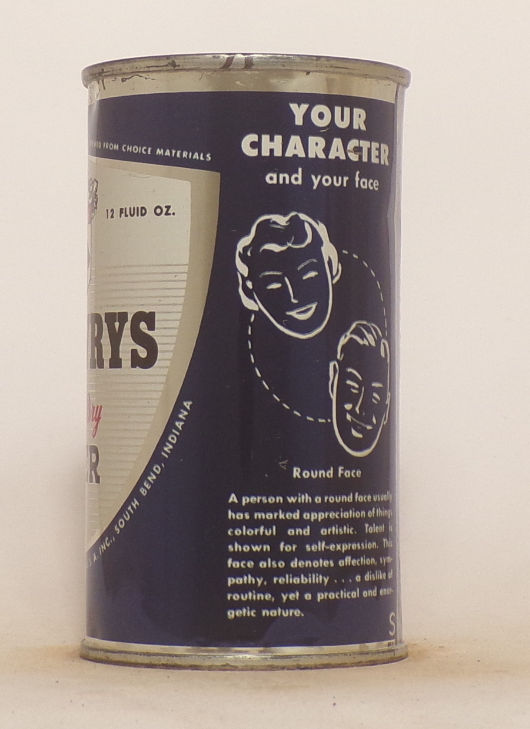 FROM CHOICE MATERIALS
12 FLUID OZ.
RYS
ry
R
A. INC., SOUTH BEND, INDIANA
YOUR
CHARACTER
and your face
Round Face
A person with a round face usually
has marked appreciation of things
colorful and artistic. Talent is
shown for self-expression. This
face also denotes affection, sym-
pathy, reliability . . . a dislike of
routine, yet a practical and ener-
getic nature.
S